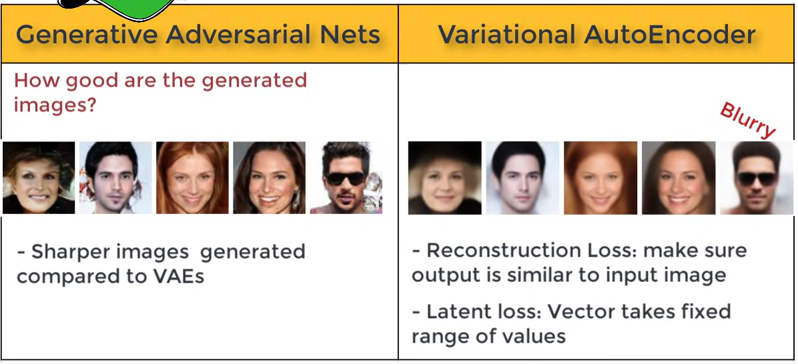 Generative Adversarial Nets
Variational AutoEncoder
How good are the generated
images?
Blurry
- Sharper images generated
compared to VAEs
- Reconstruction Loss: make sure
output is similar to input image
- Latent loss: Vector takes fixed
range of values